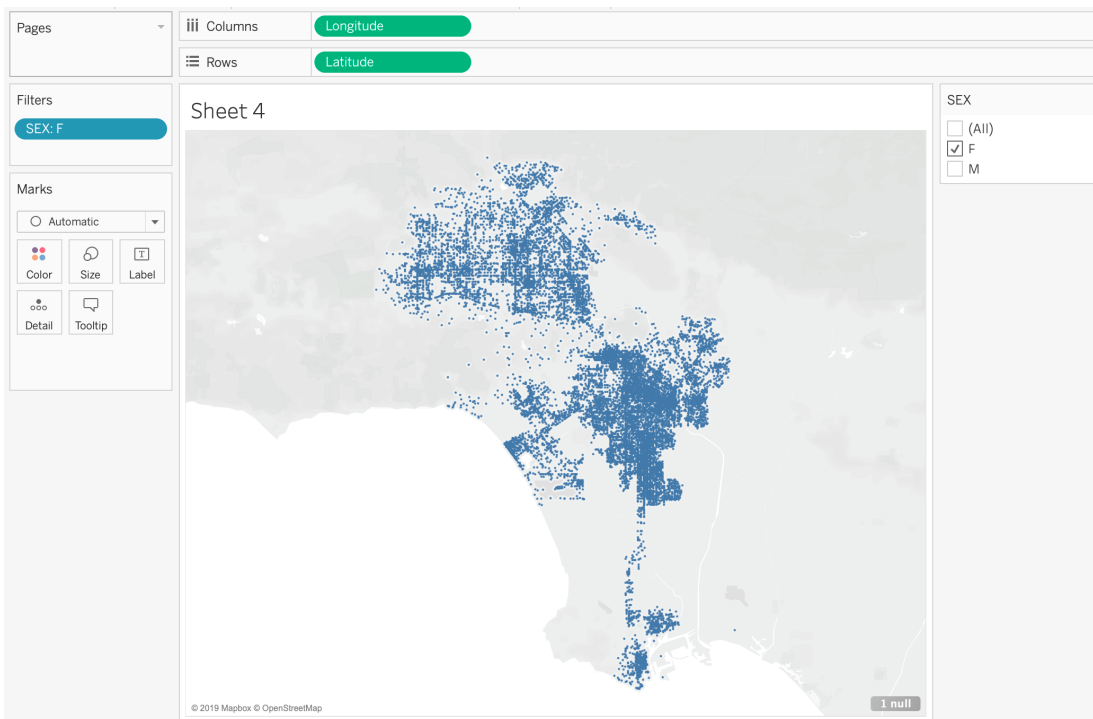 Pages
Columns
Longitude
Rows
Latitude
Filters
SEX: F
Marks
Automatic
Color
Size
T
Label
Detail
Tooltip
Sheet 4
© 2019 Mapbox © OpenStreetMap
1 null
SEX
(All)
F
M